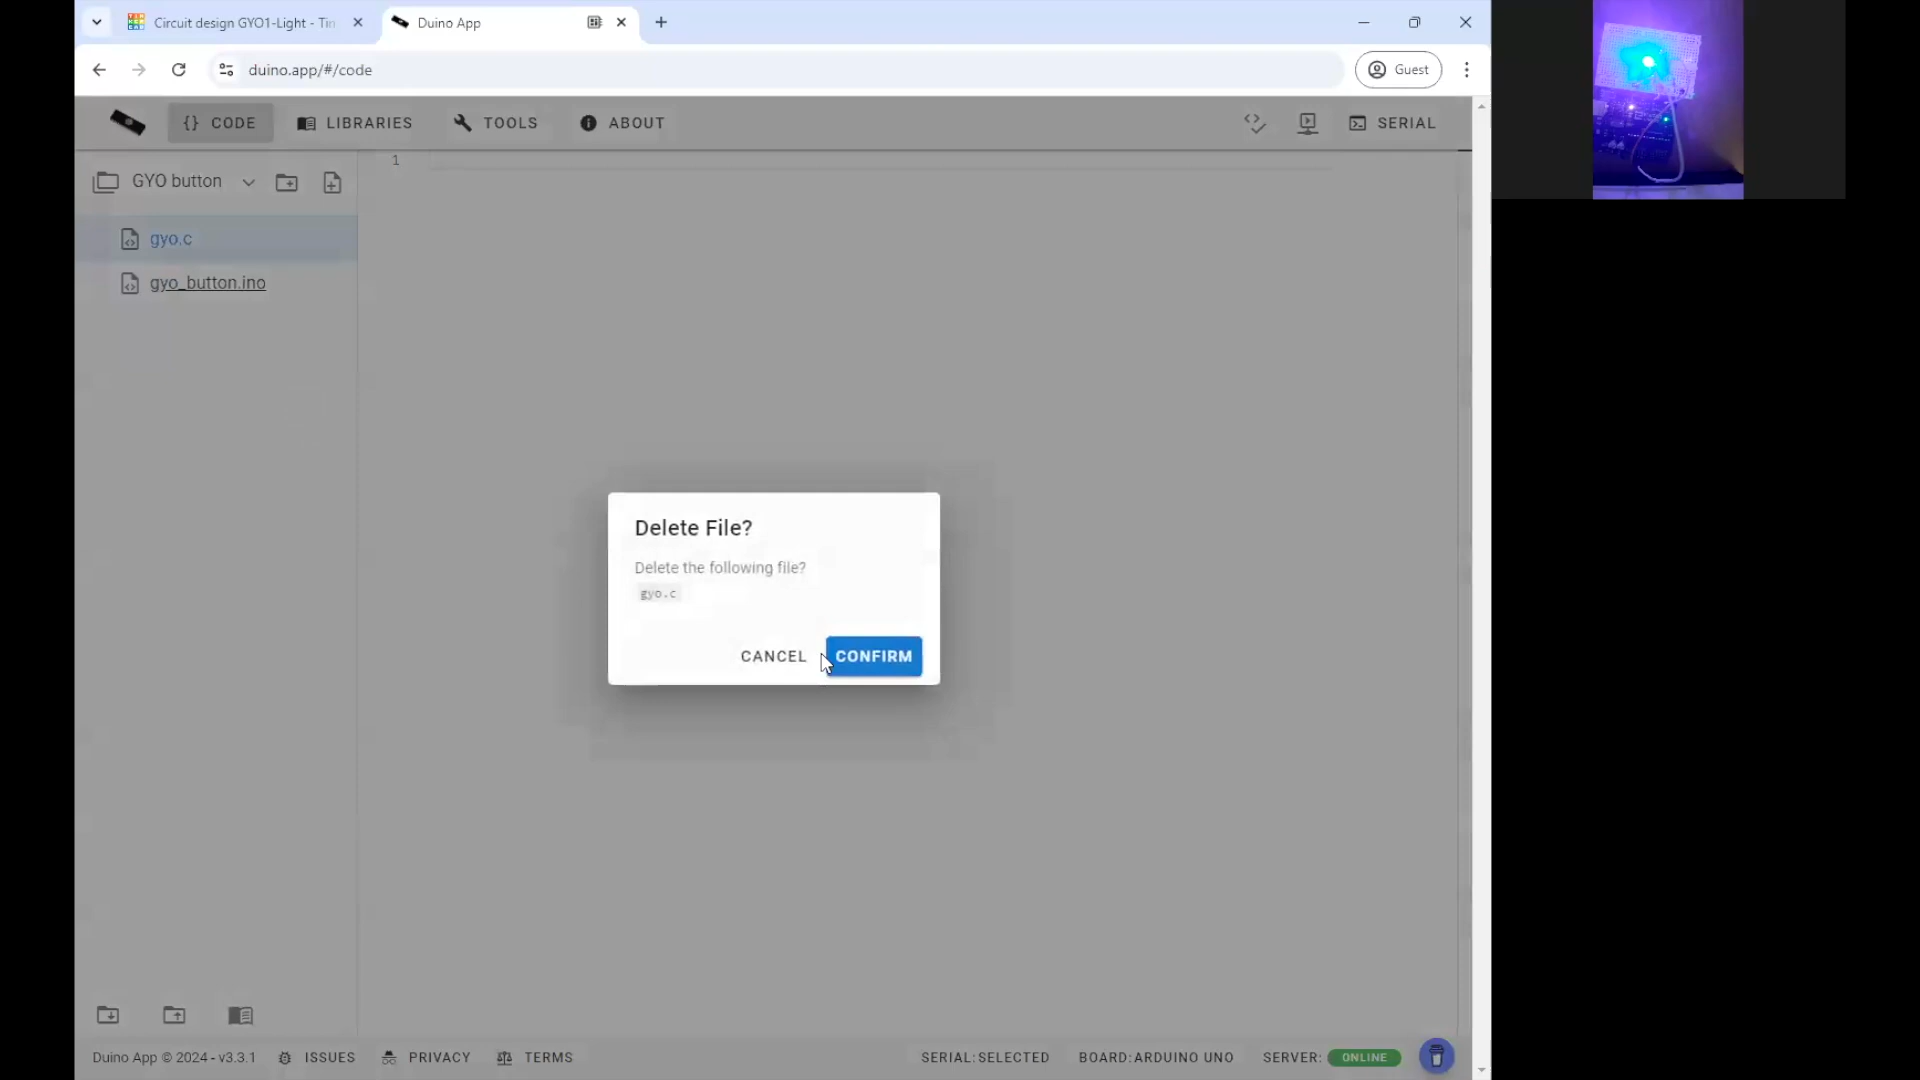 Circuit design GYO1-Light - Tin
Duino App
duino.app/#/code
Guest
{} CODE
LIBRARIES
TOOLS
ABOUT
SERIAL
GYO button
1
gyo.c
gyo_button.ino
Delete File?
Delete the following file?
gyo.c
CANCEL
CONFIRM
Duino App © 2024 - v3.3.1
ISSUES
PRIVACY
TERMS
SERIAL:SELECTED
BOARD:ARDUINO UNO
SERVER:
ONLINE